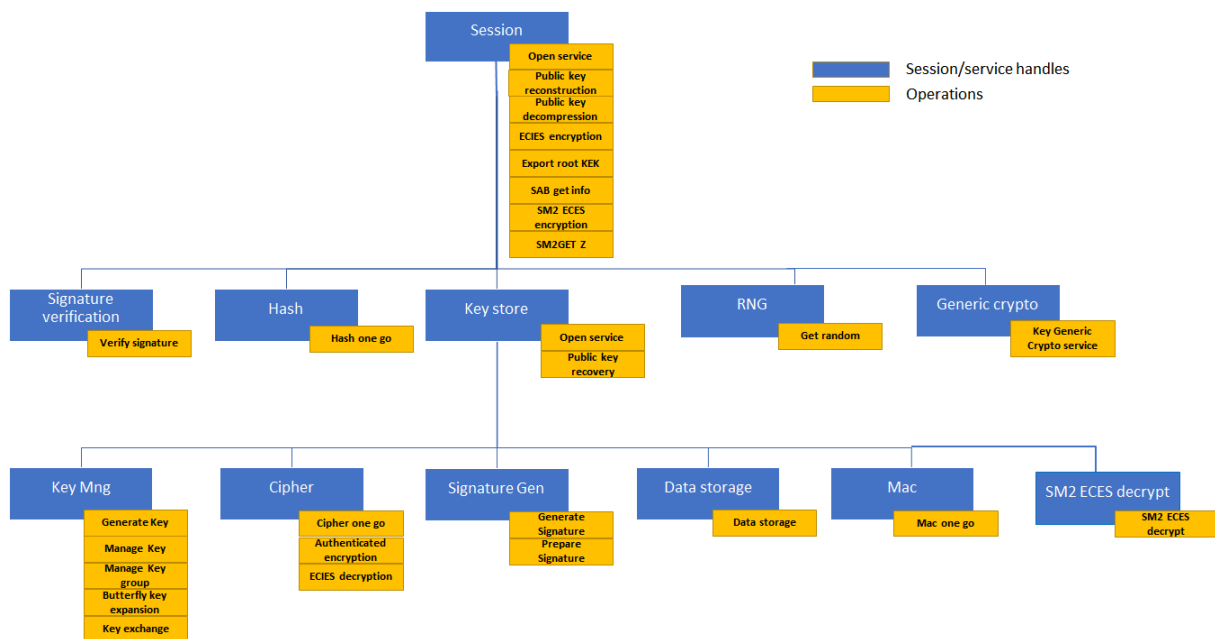 Session
Open service
Public key
reconstruction
Public key
decompression
ECIES encryption
Export root KEK
SAB get info
SM2 ECES
encryption
SM2GET Z
Session/service handles
Operations
Signature
verification
Verify signature
Hash
Hash one go
Key store
Open service
Public key
recovery
RNG
Get random
Generic crypto
Key Generic
Crypto service
Key Mng
Generate Key
Manage Key
Manage Key
group
Butterfly key
expansion
Key exchange
Cipher
Cipher one go
Authenticated
encryption
ECIES decryption
Signature Gen
Generate
Signature
Prepare
Signature
Data storage
Data storage
Mac
Mac one go
SM2 ECES decrypt
SM2 ECES
decrypt